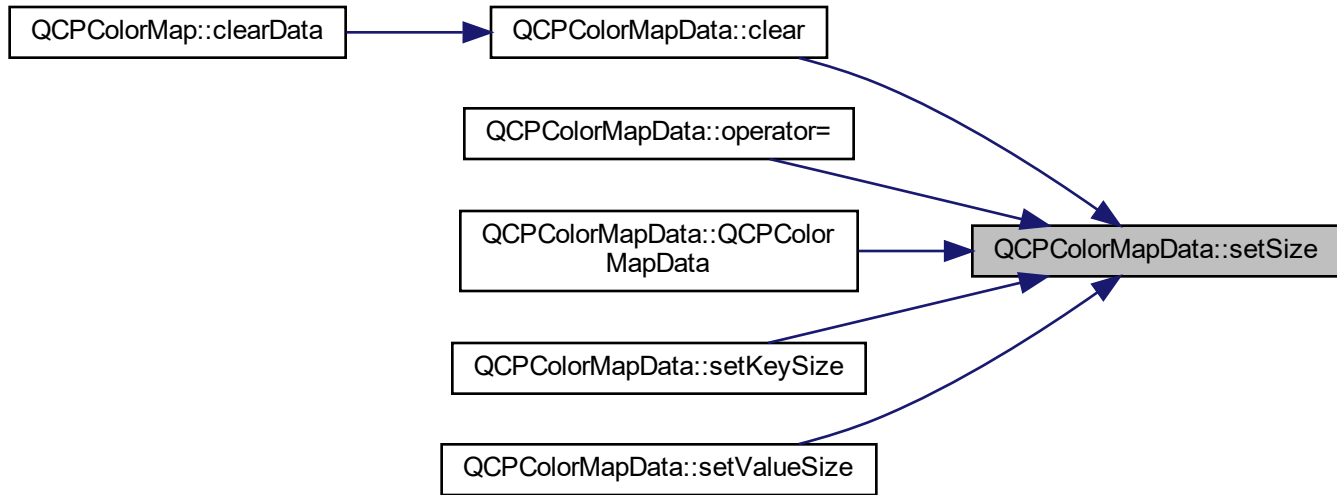 QCPColorMap::clearData
QCPColorMapData::clear
QCPColorMapData::operator=
QCPColorMapData::QCPColor
MapData
QCPColorMapData::setSize
QCPColorMapData::setKeySize
QCPColorMapData::setValueSize